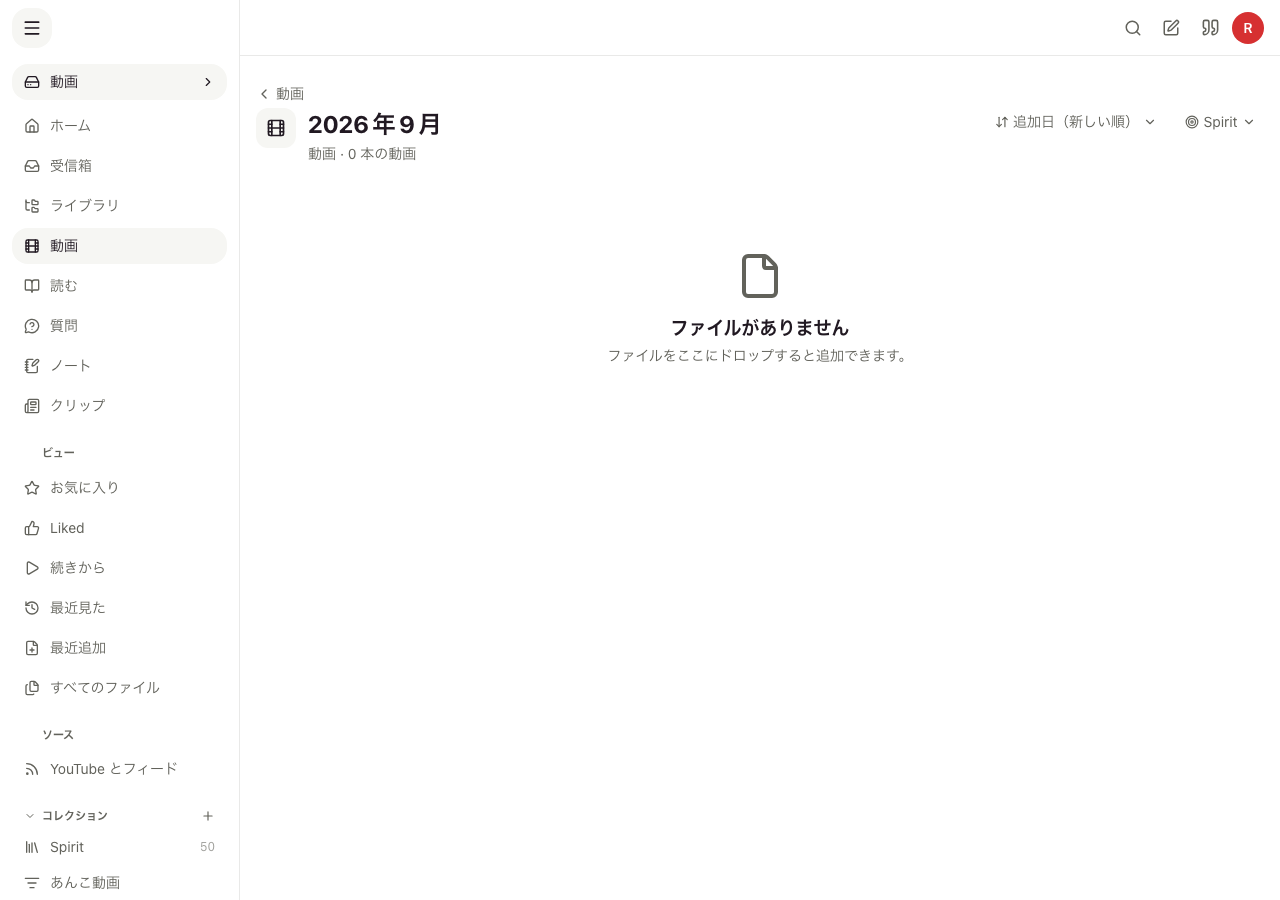 動画
ホーム
受信箱
ライブラリ
動画
読む
質問
ノート
クリップ
ビュー
お気に入り
Liked
続きから
最近見た
最近追加
すべてのファイル
ソース
YouTube とフィード
コレクション
Spirit 50
あんこ動画
R
動画
2026年9月
動画 · 0 本の動画
追加日（新しい順）
Spirit
ファイルがありません
ファイルをここにドロップすると追加できます。